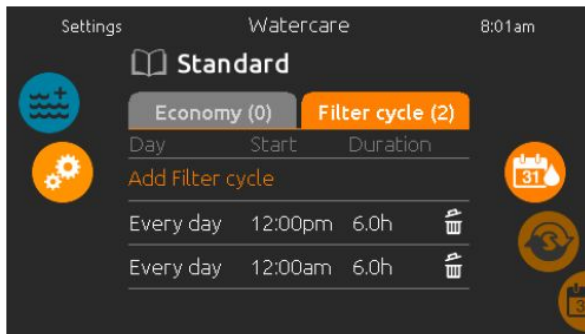 Settings Watercare 8:01am
Standard
Economy (0) Filter cycle (2)
Day Start Duration
Add Filter cycle
Every day 12:00pm 6.0h
Every day 12:00am 6.0h
31